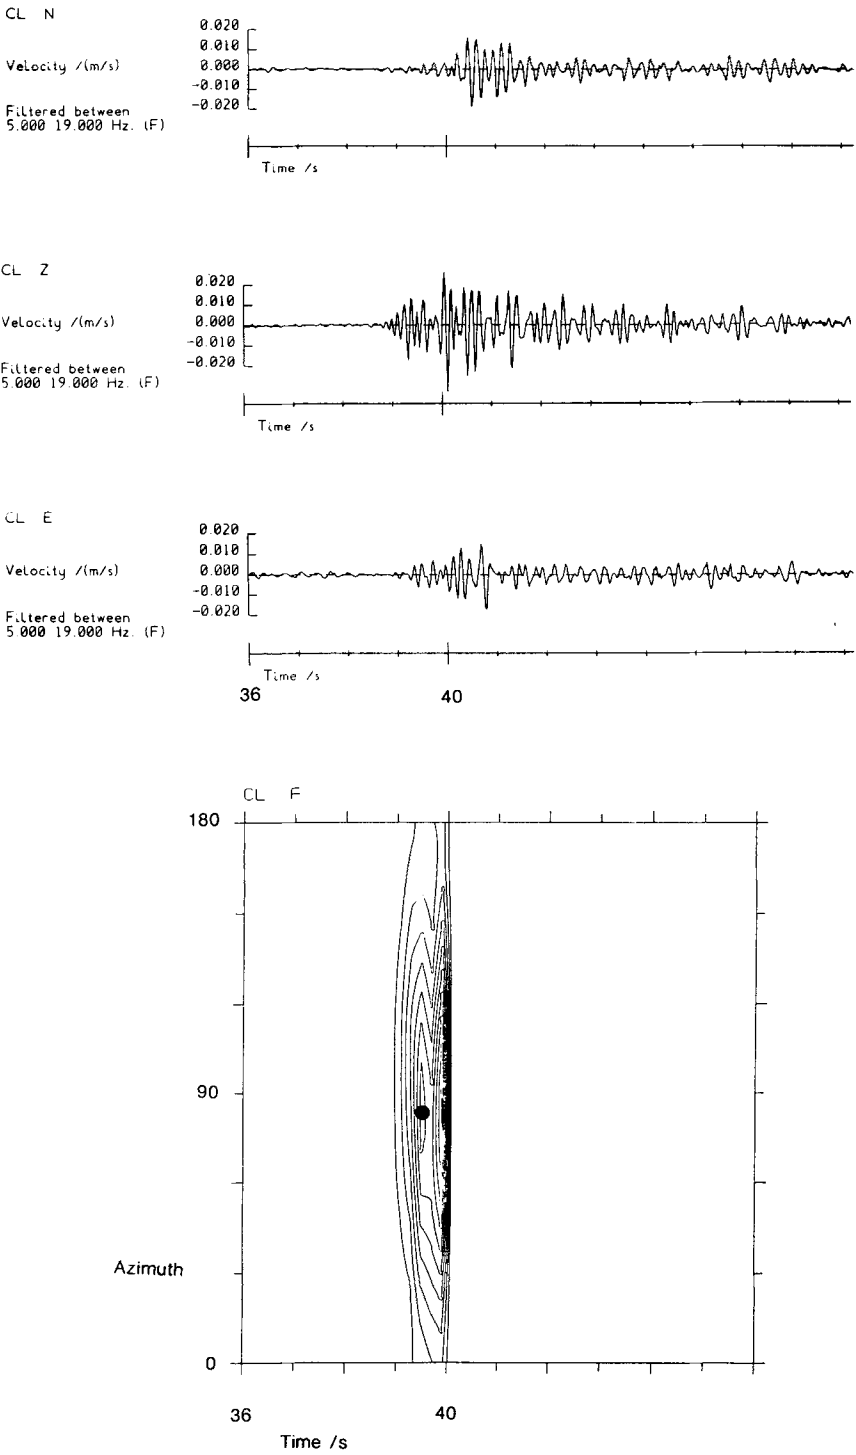 CL N
0.020
0.010
Velocity /(m/s) 0.000
-0.010
Filtered between -0.020
5.000 19.000 Hz. (F)
Time /s
CL Z
0.020
0.010
Velocity /(m/s) 0.000
-0.010
Filtered between -0.020
5.000 19.000 Hz. (F)
Time /s
CL E
0.020
0.010
Velocity /(m/s) 0.000
-0.010
Filtered between -0.020
5.000 19.000 Hz. (F)
Time /s
36 40
CL F
180
90
Azimuth
0
36 40
Time /s